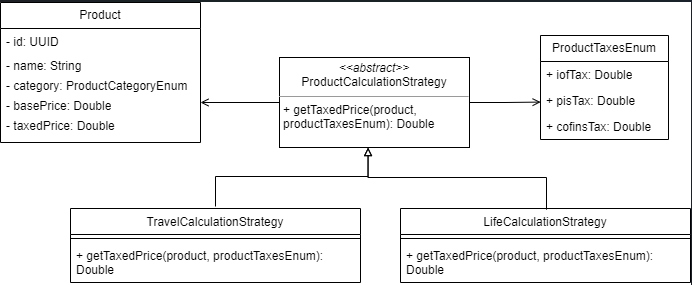 Product
- id: UUID
- name: String
- category: ProductCategoryEnum
- basePrice: Double
- taxedPrice: Double
<<abstract>>
ProductCalculationStrategy
+ getTaxedPrice(product,
productTaxesEnum): Double
ProductTaxesEnum
+ iofTax: Double
+ pisTax: Double
+ cofinsTax: Double
TravelCalculationStrategy
+ getTaxedPrice(product, productTaxesEnum):
Double
LifeCalculationStrategy
+ getTaxedPrice(product, productTaxesEnum):
Double